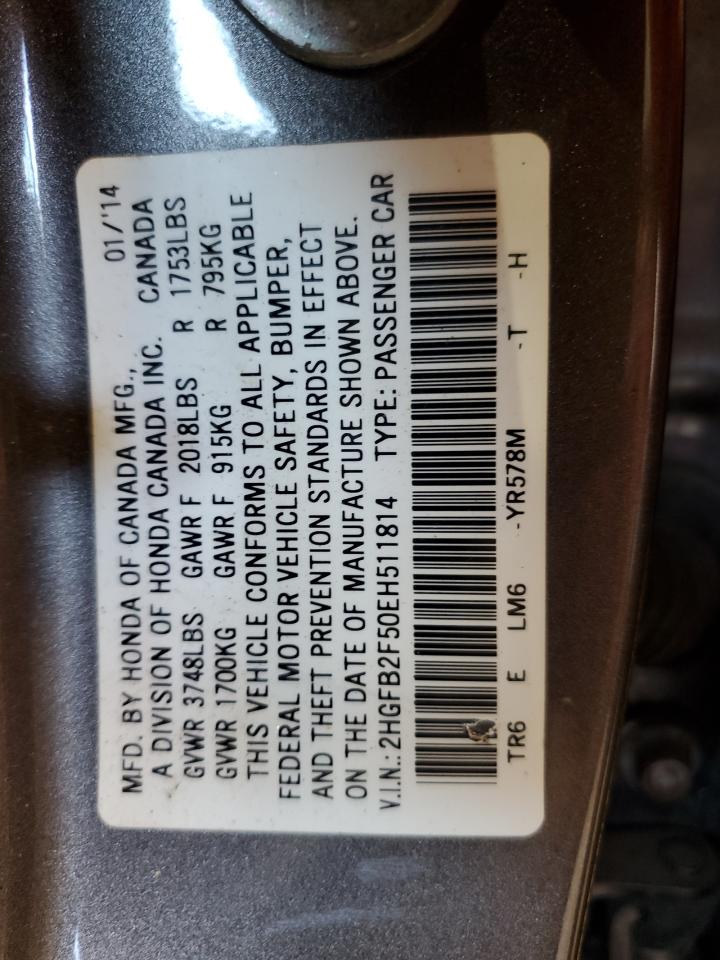 MFD. BY HONDA OF CANADA MFG., 01/'14
A DIVISION OF HONDA CANADA INC. CANADA
GVWR 3748LBS GAWR F 2018LBS R 1753LBS
GVWR 1700KG GAWR F 915KG R 795KG
THIS VEHICLE CONFORMS TO ALL APPLICABLE
FEDERAL MOTOR VEHICLE SAFETY, BUMPER,
AND THEFT PREVENTION STANDARDS IN EFFECT
ON THE DATE OF MANUFACTURE SHOWN ABOVE.
V.I.N.: 2HGFB2F50EH511814 TYPE: PASSENGER CAR
TR6 E LM6 -YR578M -T -H